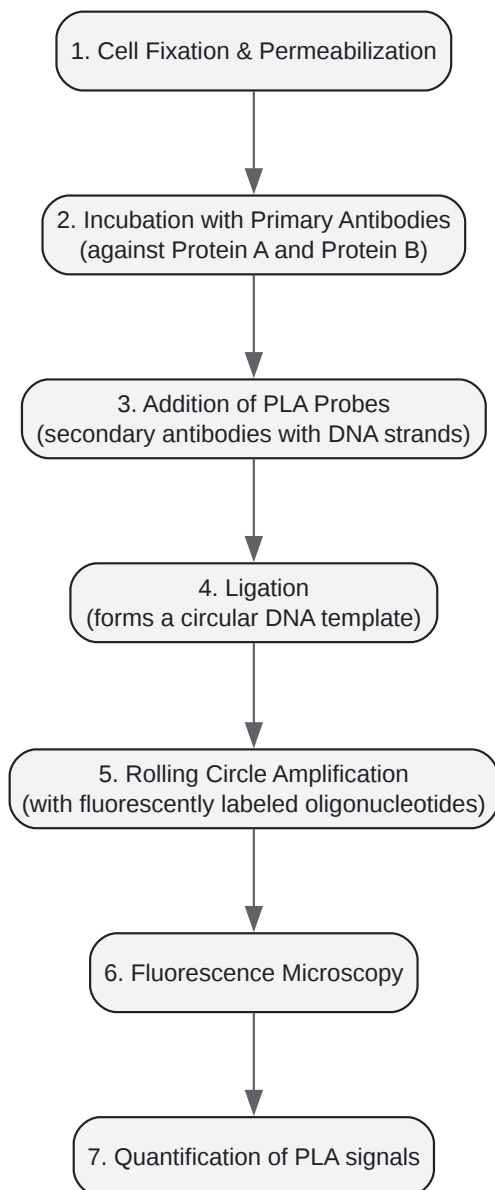 1. Cell Fixation & Permeabilization
2. Incubation with Primary Antibodies
(against Protein A and Protein B)
3. Addition of PLA Probes
(secondary antibodies with DNA strands)
4. Ligation
(forms a circular DNA template)
5. Rolling Circle Amplification
(with fluorescently labeled oligonucleotides)
6. Fluorescence Microscopy
7. Quantification of PLA signals